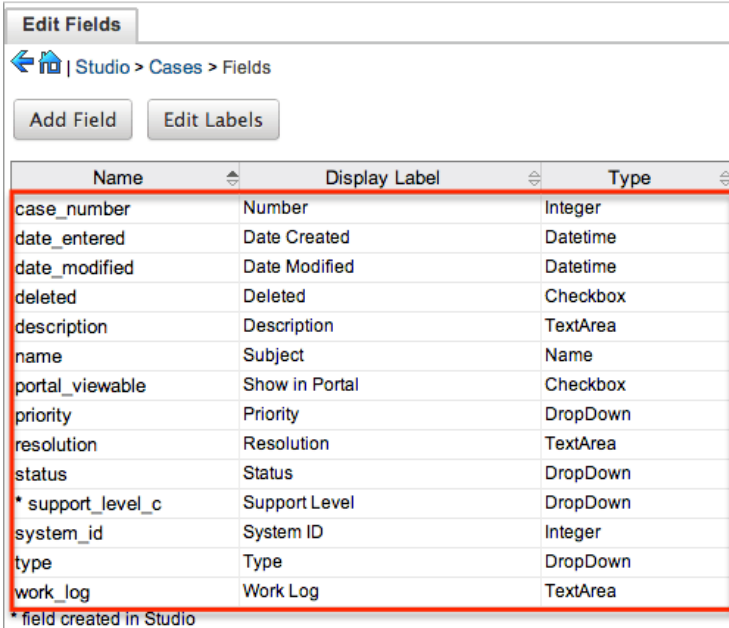 Edit Fields
| Studio > Cases > Fields
Add Field Edit Labels
Name Display Label Type
case_number Number Integer
date_entered Date Created Datetime
date_modified Date Modified Datetime
deleted Deleted Checkbox
description Description TextArea
name Subject Name
portal_viewable Show in Portal Checkbox
priority Priority DropDown
resolution Resolution TextArea
status Status DropDown
* support_level_c Support Level DropDown
system_id System ID Integer
type Type DropDown
work_log Work Log TextArea
* field created in Studio